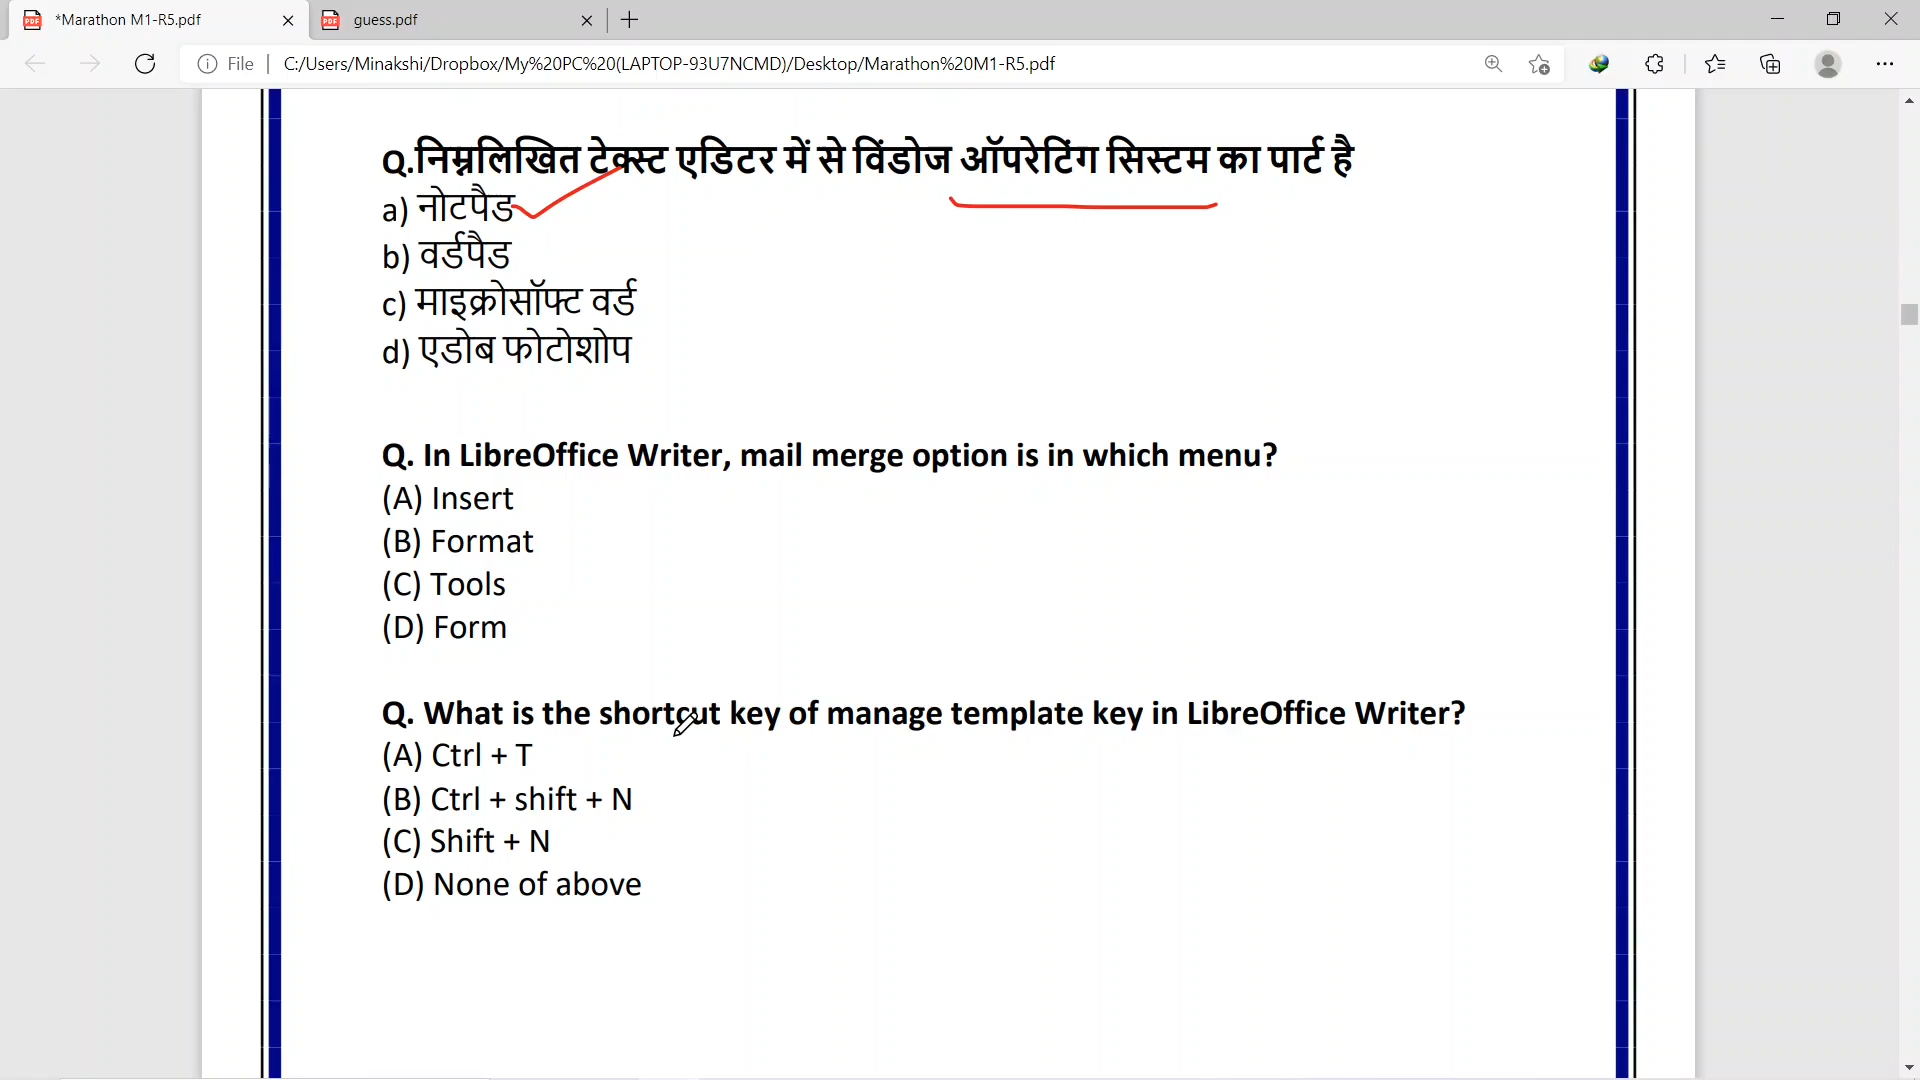 *Marathon M1-R5.pdf
guess.pdf
File
C:/Users/Minakshi/Dropbox/My%20PC%20(LAPTOP-93U7NCMD)/Desktop/Marathon%20M1-R5.pdf
Q.निम्नलिखित टेक्स्ट एडिटर में से विंडोज ऑपरेटिंग सिस्टम का पार्ट है
a) नोटपैड
b) वर्डपैड
c) माइक्रोसॉफ्ट वर्ड
d) एडोब फोटोशोप
Q. In LibreOffice Writer, mail merge option is in which menu?
(A) Insert
(B) Format
(C) Tools
(D) Form
Q. What is the shortcut key of manage template key in LibreOffice Writer?
(A) Ctrl + T
(B) Ctrl + shift + N
(C) Shift + N
(D) None of above